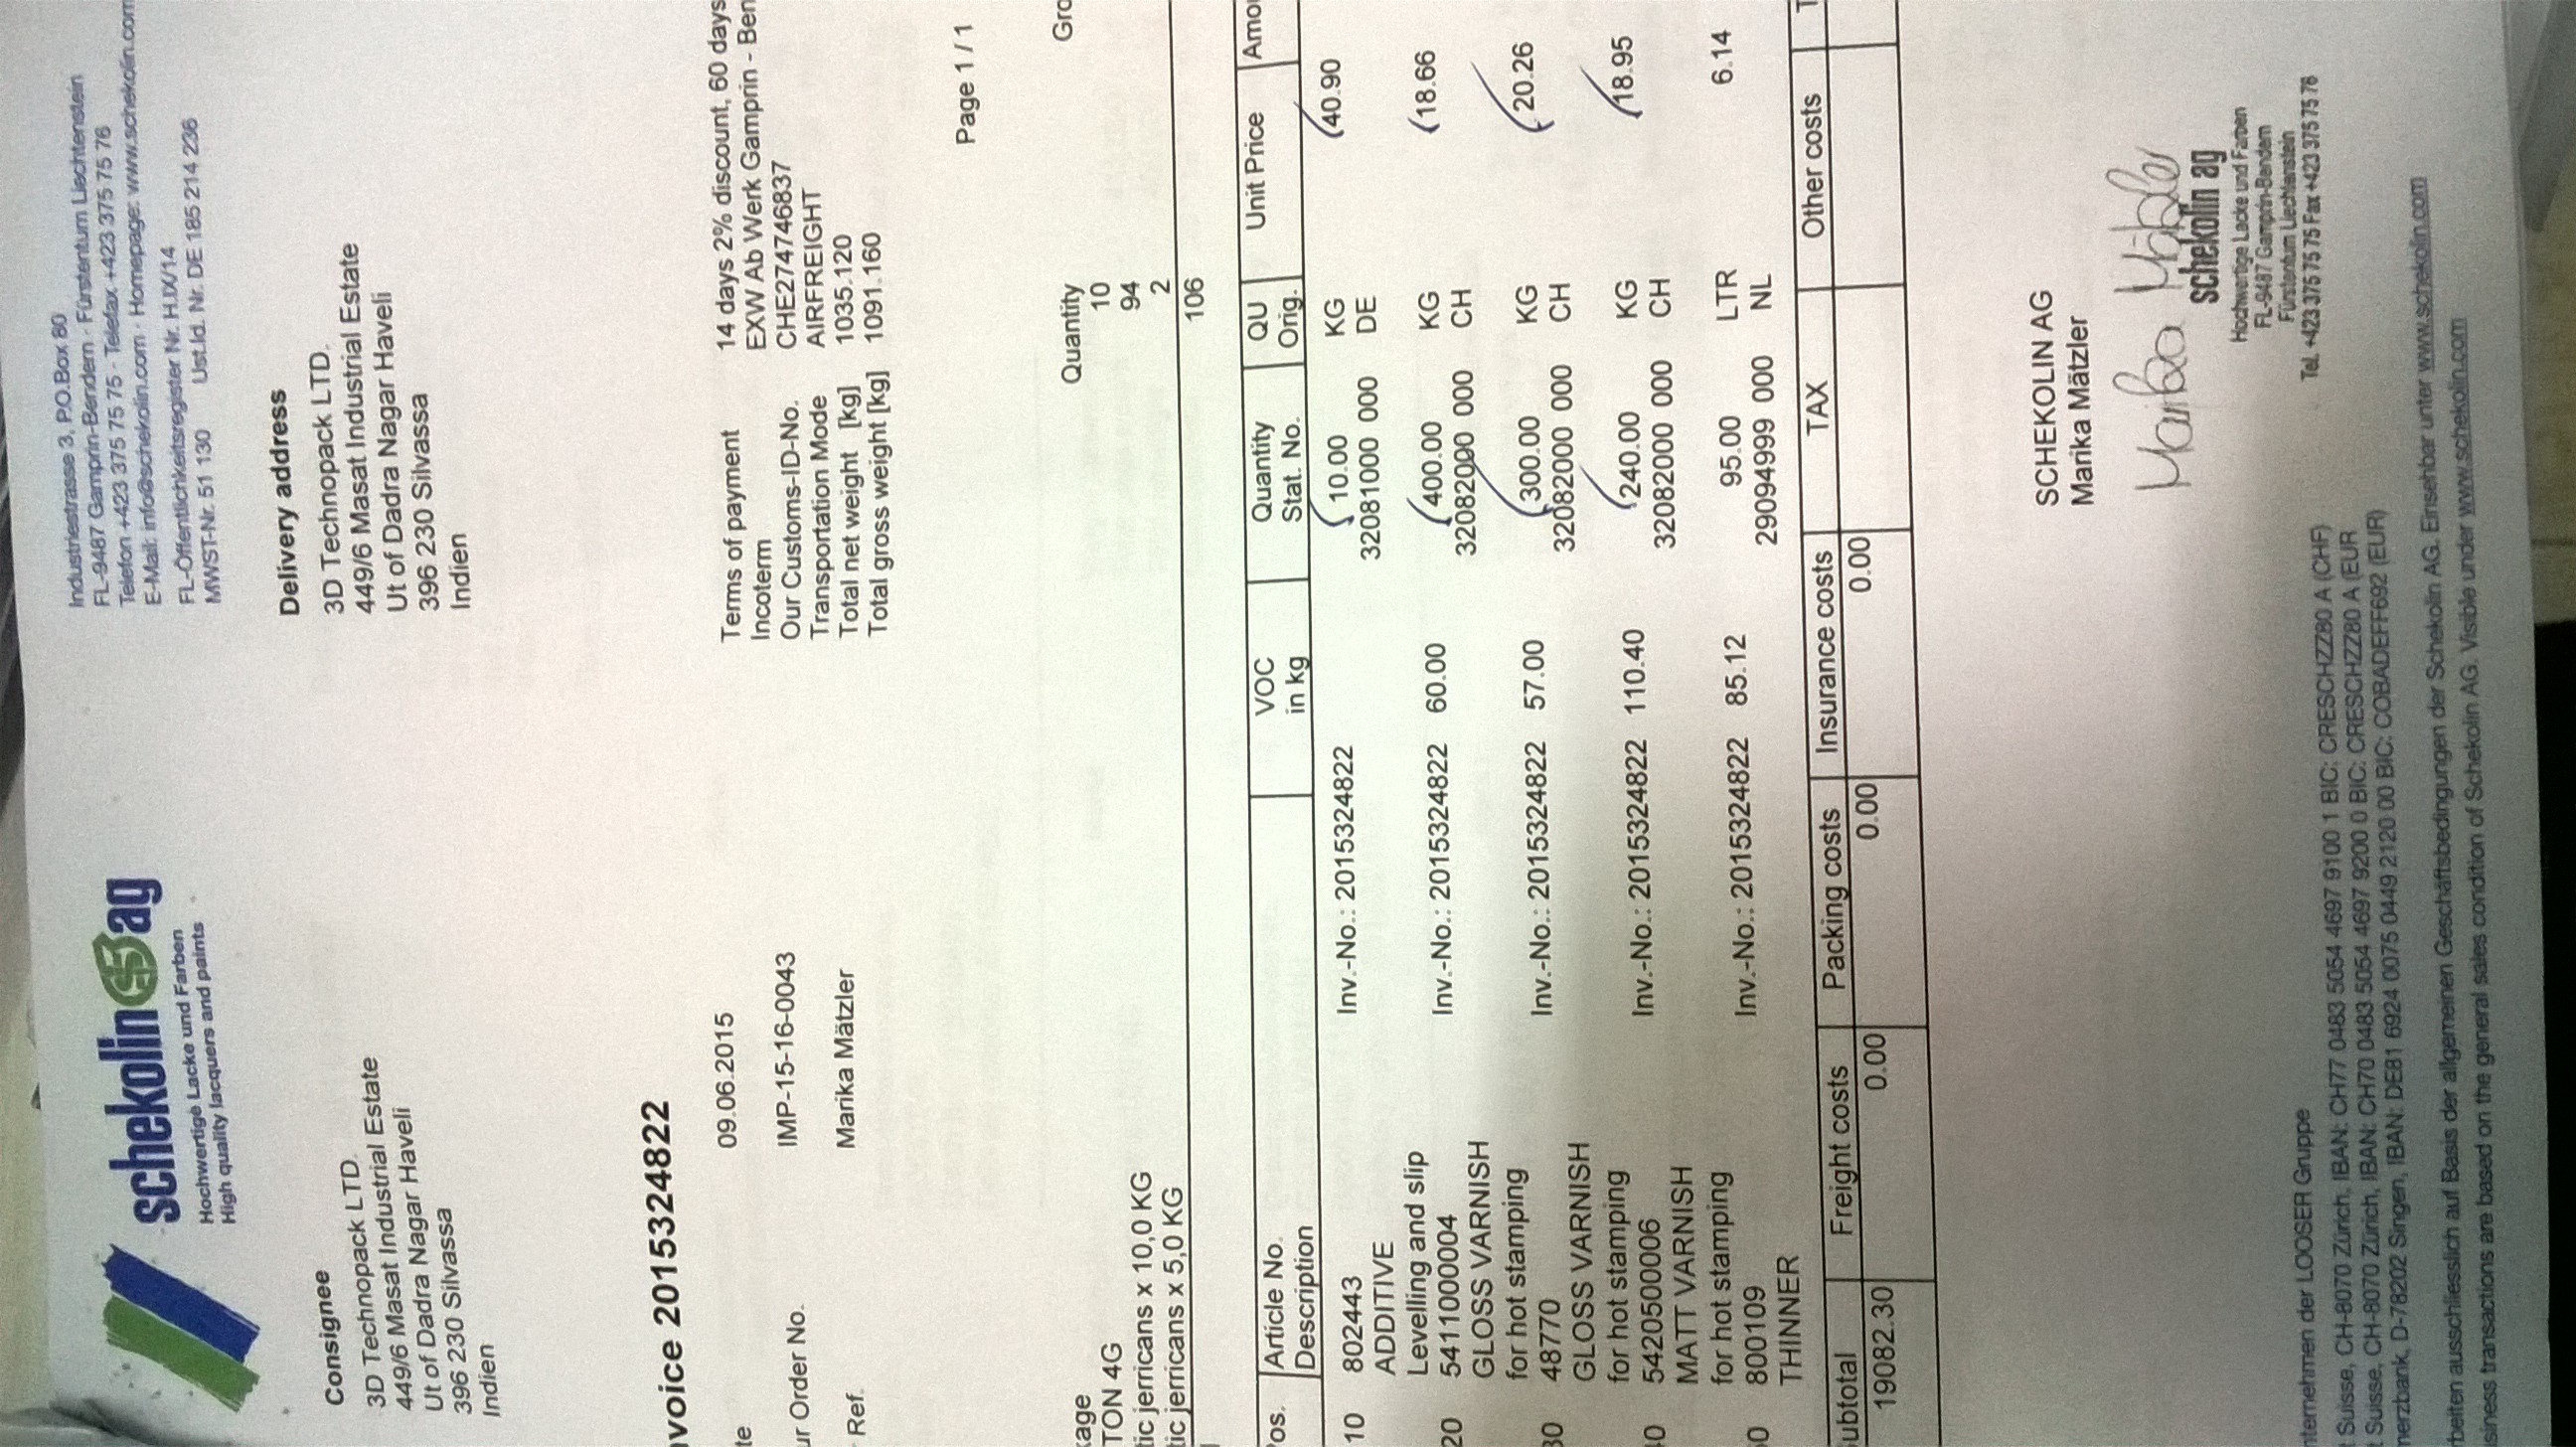 schekolin ag
Hochwertige Lacke und Farben
High quality lacquers and paints
Industriestrasse 3, P.O.Box 80
FL-9487 Gamprin-Bendern · Fürstentum Liechtenstein
Telefon +423 375 75 75 - Telefax +423 375 75 76
E-Mail: info@schekolin.com · Homepage: www.schekolin.com
FL-Öffentlichkeitsregister Nr. H.IX/14
MWST-Nr. 51 130 Ust.Id. Nr. DE 185 214 236
Consignee
3D Technopack LTD.
449/6 Masat Industrial Estate
Ut of Dadra Nagar Haveli
396 230 Silvassa
Indien
Delivery address
3D Technopack LTD.
449/6 Masat Industrial Estate
Ut of Dadra Nagar Haveli
396 230 Silvassa
Indien
voice 2015324822
te 09.06.2015
ur Order No. IMP-15-16-0043
Ref. Marika Mätzler
Terms of payment 14 days 2% discount, 60 days
Incoterm EXW Ab Werk Gamprin - Ben
Our Customs-ID-No. CHE274746837
Transportation Mode AIRFREIGHT
Total net weight [kg] 1035.120
Total gross weight [kg] 1091.160
Page 1 / 1
kage Quantity Gro
TON 4G 10
tic jerricans x 10,0 KG 94
tic jerricans x 5,0 KG 2
106
Pos. Article No. VOC Quantity QU Unit Price Amo
Description in kg Stat. No. Orig.
10 802443 Inv.-No.: 2015324822 10.00 KG 40.90
ADDITIVE 32081000 000 DE
Levelling and slip
20 5411000004 Inv.-No.: 2015324822 60.00 400.00 KG 18.66
GLOSS VARNISH 32082000 000 CH
for hot stamping
30 48770 Inv.-No.: 2015324822 57.00 300.00 KG 20.26
GLOSS VARNISH 32082000 000 CH
for hot stamping
40 5420500006 Inv.-No.: 2015324822 110.40 240.00 KG 18.95
MATT VARNISH 32082000 000 CH
for hot stamping
50 800109 Inv.-No.: 2015324822 85.12 95.00 LTR 6.14
THINNER 29094999 000 NL
ubtotal Freight costs Packing costs Insurance costs TAX Other costs T
19082.30 0.00 0.00 0.00
SCHEKOLIN AG
Marika Mätzler
Marika Mätzler
schekolin ag
Hochwertige Lacke und Farben
FL-9487 Gamprin-Bendern
Fürstentum Liechtenstein
Tel. +423 375 75 75 Fax +423 375 75 76
nternehmen der LOOSER Gruppe
t Suisse, CH-8070 Zürich, IBAN: CH77 0483 5054 4697 9100 1 BIC: CRESCHZZ80 A (CHF)
t Suisse, CH-8070 Zürich, IBAN: CH70 0483 5054 4697 9200 0 BIC: CRESCHZZ80 A (EUR
nerzbank, D-78202 Singen, IBAN: DE81 6924 0075 0449 2120 00 BIC: COBADEFF692 (EUR)
rbeiten ausschliesslich auf Basis der allgemeinen Geschäftsbedingungen der Schekolin AG. Einsehbar unter www.schekolin.com
siness transactions are based on the general sales condition of Schekolin AG. Visible under www.schekolin.com